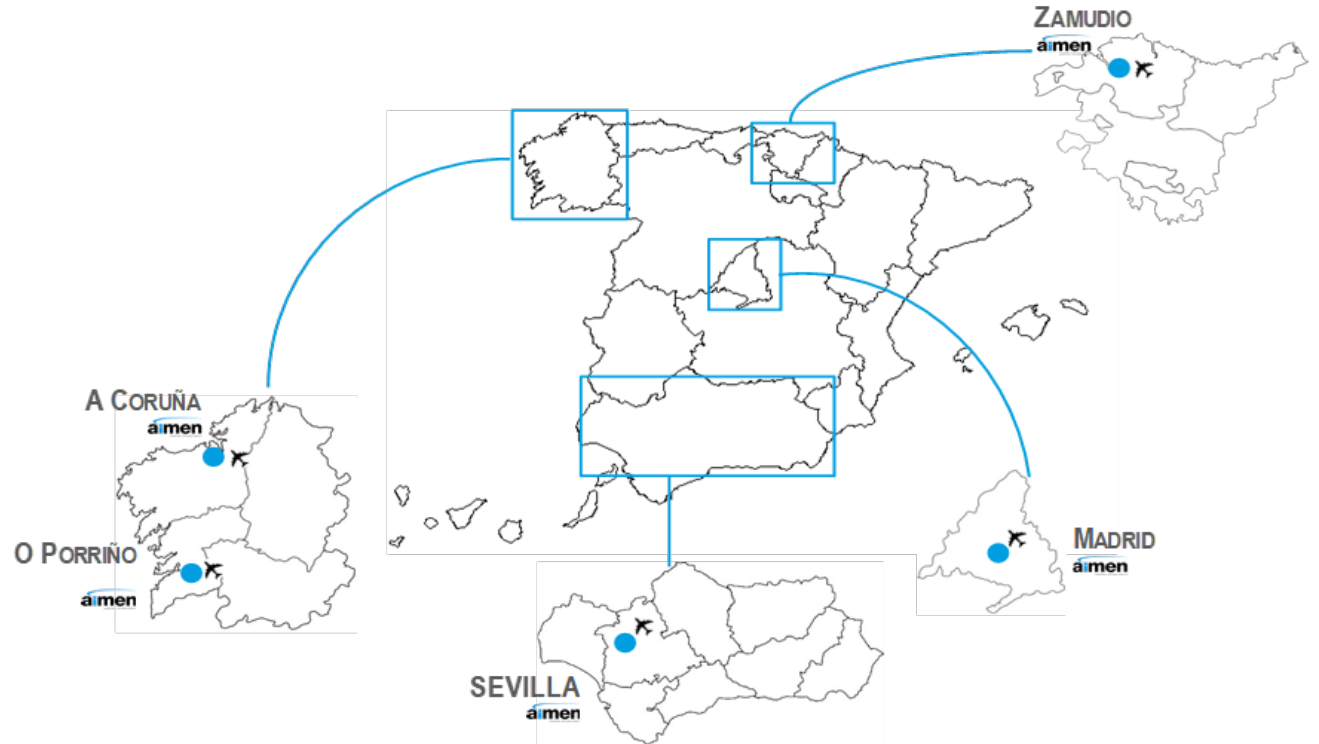 ZAMUDIO
aimen
A CORUÑA
aimen
O PORRIÑO
aimen
MADRID
aimen
SEVILLA
aimen